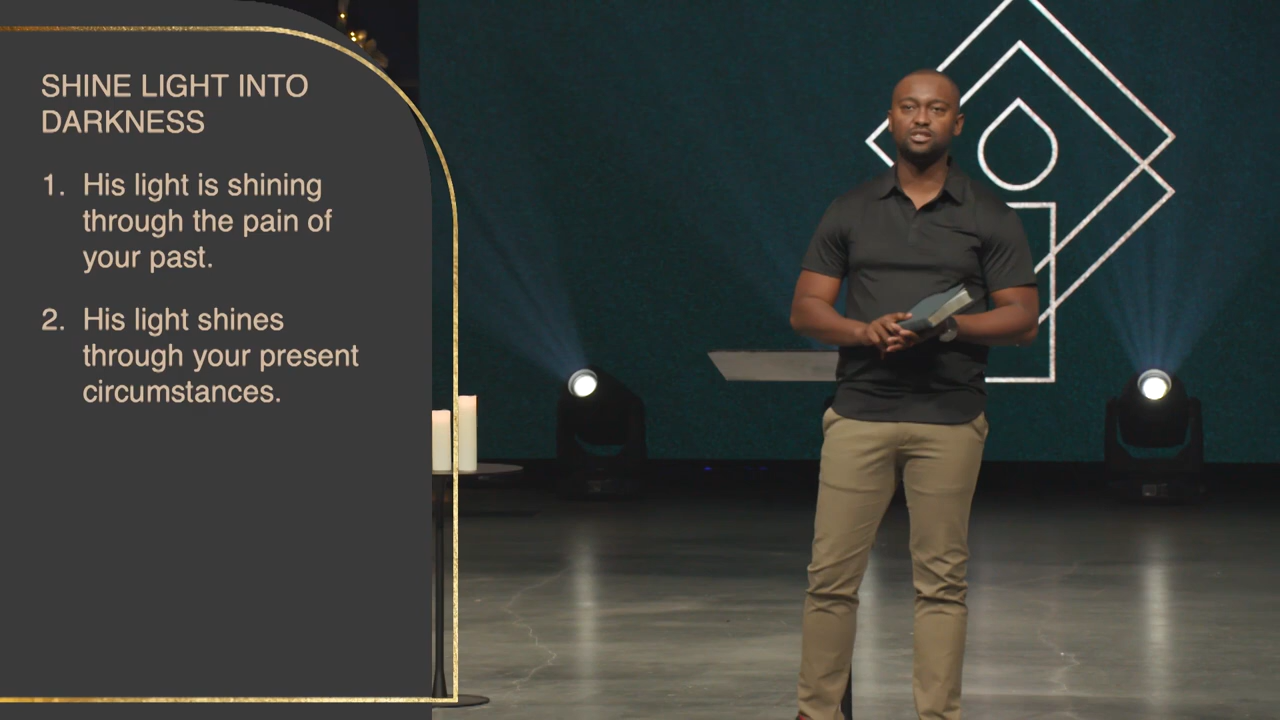 SHINE LIGHT INTO
DARKNESS
1. His light is shining
through the pain of
your past.
2. His light shines
through your present
circumstances.